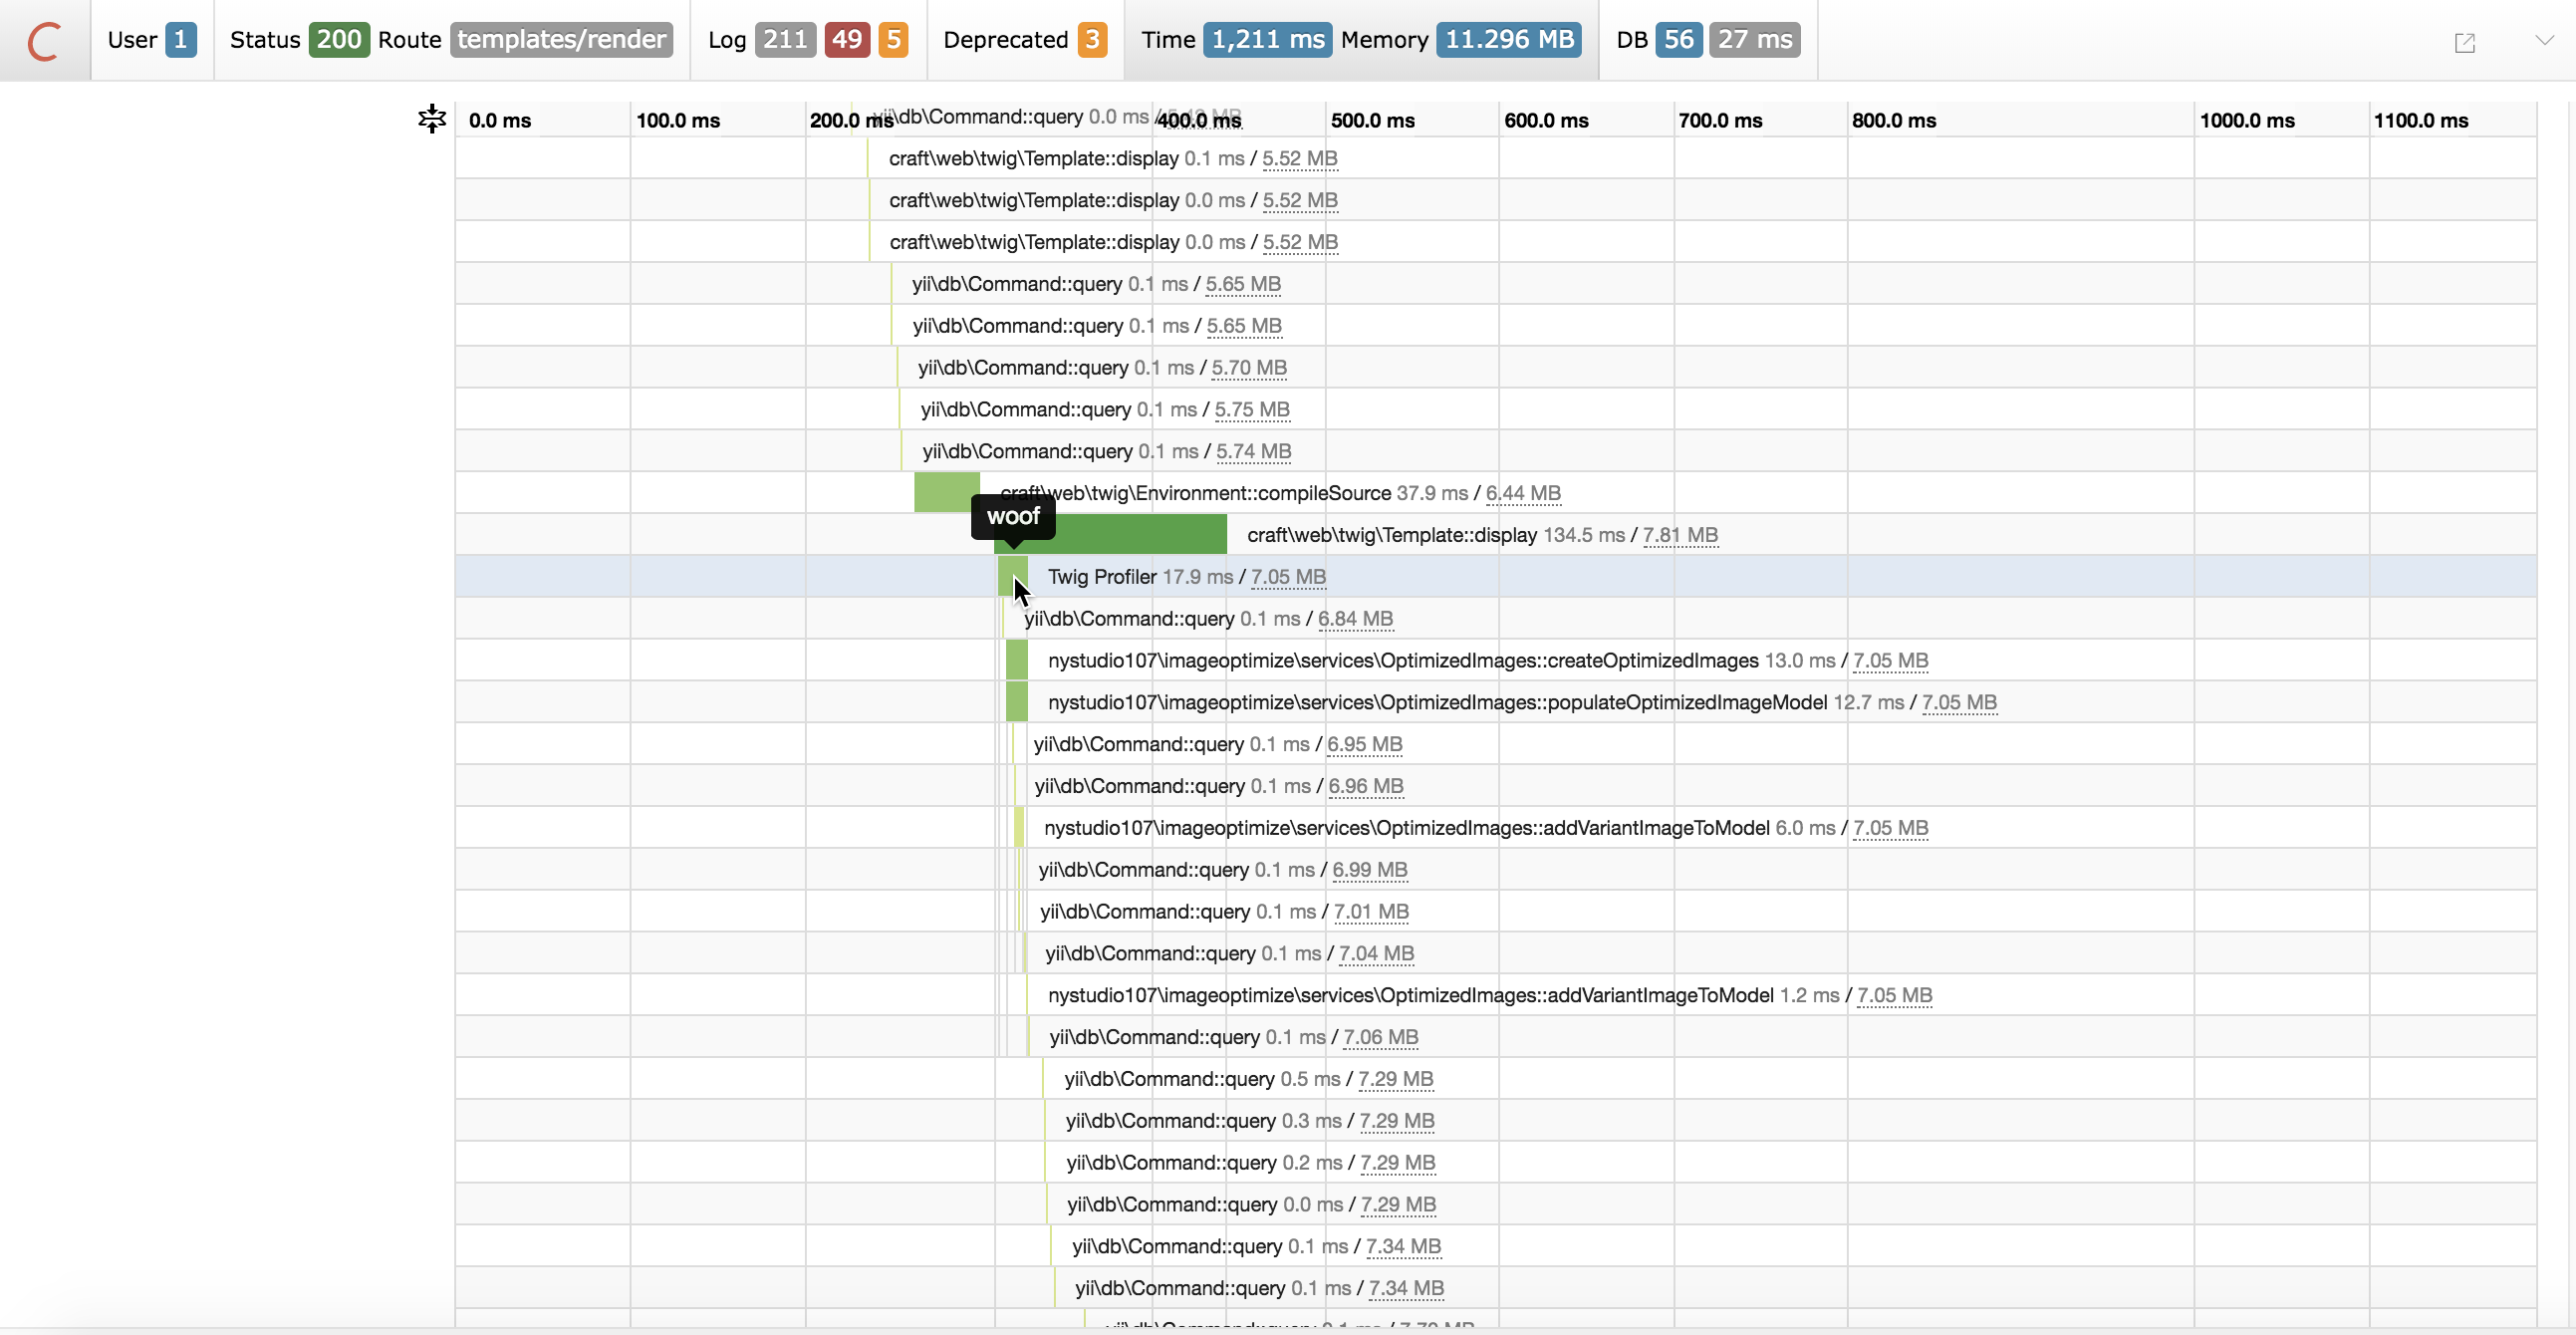 User 1 Status 200 Route templates/render Log 211 49 5 Deprecated 3 Time 1,211 ms Memory 11.296 MB DB 56 27 ms
0.0 ms 100.0 ms 200.0 ms 400.0 ms 500.0 ms 600.0 ms 700.0 ms 800.0 ms 1000.0 ms 1100.0 ms
yii\db\Command::query 0.0 ms /
craft\web\twig\Template::display 0.1 ms / 5.52 MB
craft\web\twig\Template::display 0.0 ms / 5.52 MB
craft\web\twig\Template::display 0.0 ms / 5.52 MB
yii\db\Command::query 0.1 ms / 5.65 MB
yii\db\Command::query 0.1 ms / 5.65 MB
yii\db\Command::query 0.1 ms / 5.70 MB
yii\db\Command::query 0.1 ms / 5.75 MB
yii\db\Command::query 0.1 ms / 5.74 MB
craft\web\twig\Environment::compileSource 37.9 ms / 6.44 MB
woof
craft\web\twig\Template::display 134.5 ms / 7.81 MB
Twig Profiler 17.9 ms / 7.05 MB
yii\db\Command::query 0.1 ms / 6.84 MB
nystudio107\imageoptimize\services\OptimizedImages::createOptimizedImages 13.0 ms / 7.05 MB
nystudio107\imageoptimize\services\OptimizedImages::populateOptimizedImageModel 12.7 ms / 7.05 MB
yii\db\Command::query 0.1 ms / 6.95 MB
yii\db\Command::query 0.1 ms / 6.96 MB
nystudio107\imageoptimize\services\OptimizedImages::addVariantImageToModel 6.0 ms / 7.05 MB
yii\db\Command::query 0.1 ms / 6.99 MB
yii\db\Command::query 0.1 ms / 7.01 MB
yii\db\Command::query 0.1 ms / 7.04 MB
nystudio107\imageoptimize\services\OptimizedImages::addVariantImageToModel 1.2 ms / 7.05 MB
yii\db\Command::query 0.1 ms / 7.06 MB
yii\db\Command::query 0.5 ms / 7.29 MB
yii\db\Command::query 0.3 ms / 7.29 MB
yii\db\Command::query 0.2 ms / 7.29 MB
yii\db\Command::query 0.0 ms / 7.29 MB
yii\db\Command::query 0.1 ms / 7.34 MB
yii\db\Command::query 0.1 ms / 7.34 MB